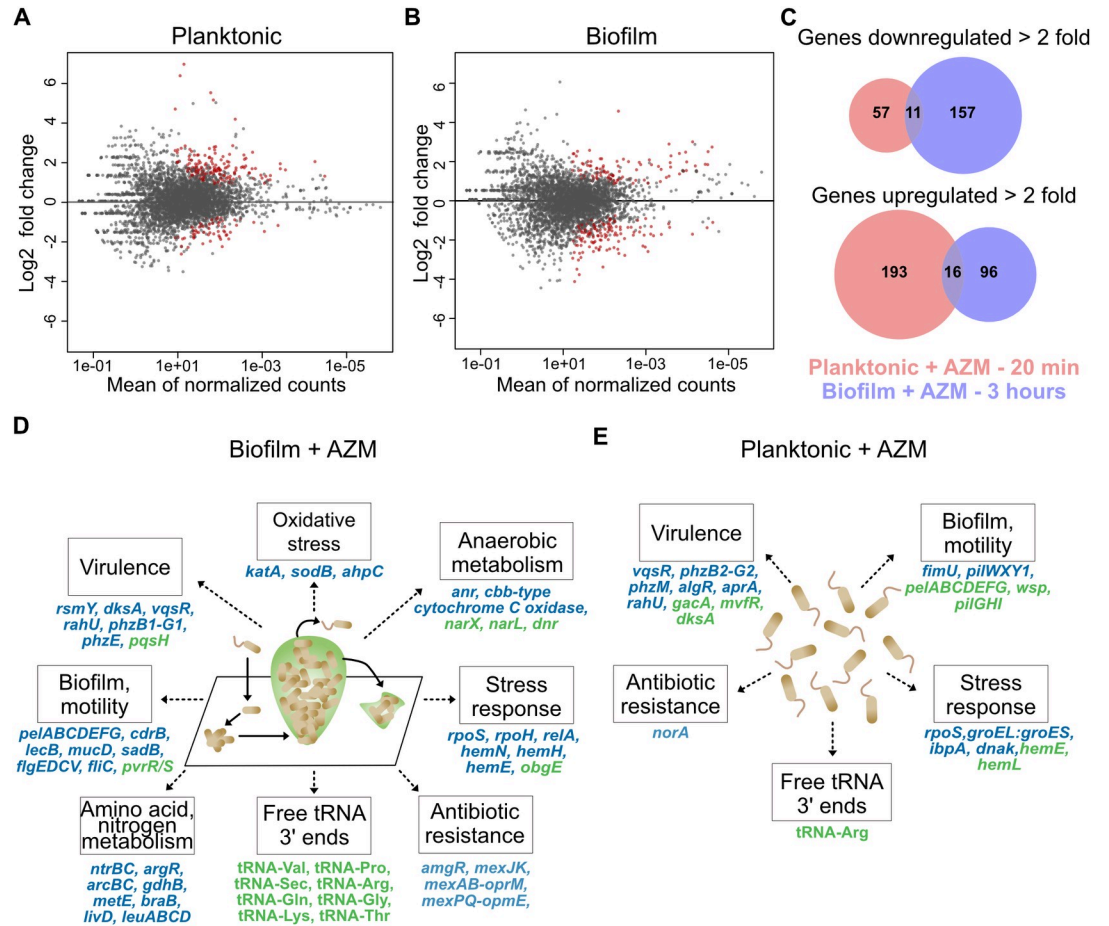 A
Planktonic
Log2 fold change
6
4
2
0
-2
-4
-6
1e-01
1e+01
1e-03
1e-05
Mean of normalized counts
B
Biofilm
Log2 fold change
6
4
2
0
-2
-4
-6
1e-01
1e+01
1e-03
1e-05
Mean of normalized counts
C
Genes downregulated > 2 fold
57 11 157
Genes upregulated > 2 fold
193 16 96
Planktonic + AZM - 20 min
Biofilm + AZM - 3 hours
D
Biofilm + AZM
Oxidative
stress
katA, sodB, ahpC
Virulence
rsmY, dksA, vqsR,
rahU, phzB1-G1,
phzE, pqsH
Anaerobic
metabolism
anr, cbb-type
cytochrome C oxidase,
narX, narL, dnr
Biofilm,
motility
pelABCDEFG, cdrB,
lecB, mucD, sadB,
flgEDCV, fliC, pvrR/S
Stress
response
rpoS, rpoH, relA,
hemN, hemH,
hemE, obgE
Amino acid,
nitrogen
metabolism
ntrBC, argR,
arcBC, gdhB,
metE, braB,
livD, leuABCD
Free tRNA
3' ends
tRNA-Val, tRNA-Pro,
tRNA-Sec, tRNA-Arg,
tRNA-Gln, tRNA-Gly,
tRNA-Lys, tRNA-Thr
Antibiotic
resistance
amgR, mexJK,
mexAB-oprM,
mexPQ-opmE,
E
Planktonic + AZM
Virulence
vqsR, phzB2-G2,
phzM, algR, aprA,
rahU, gacA, mvfR,
dksA
Biofilm,
motility
fimU, pilWXY1,
pelABCDEFG, wsp,
pilGHI
Antibiotic
resistance
norA
Stress
response
rpoS,groEL:groES,
ibpA, dnak,hemE,
hemL
Free tRNA
3' ends
tRNA-Arg